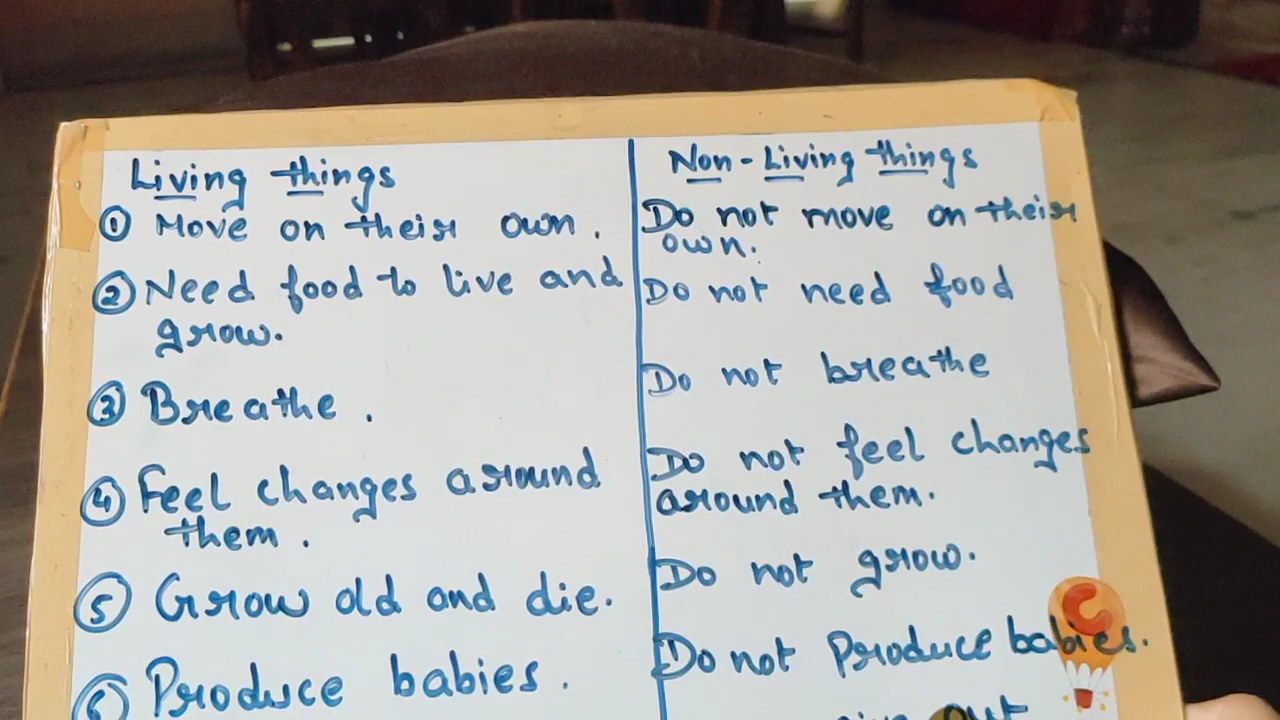 Living things
① Move on their own.
② Need food to live and
grow.
③ Breathe.
④ Feel changes around
them.
⑤ Grow old and die.
⑥ Produce babies.
Non-Living things
Do not move on their
own.
Do not need food
Do not breathe
Do not feel changes
around them.
Do not grow.
Do not Produce babies.
out
C